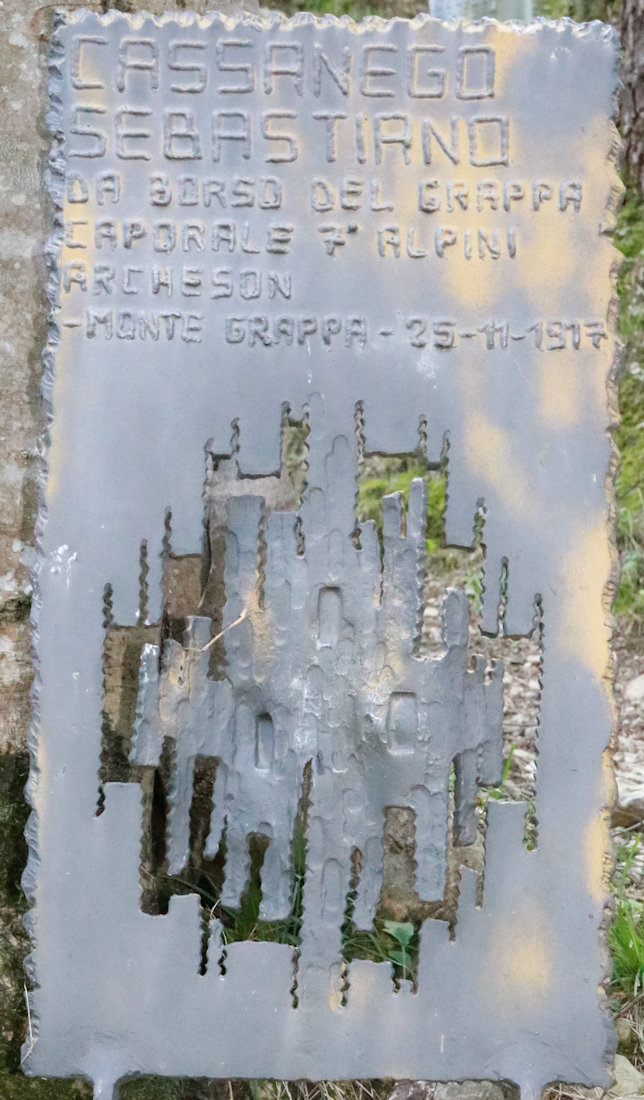 CASSANEGO
SEBASTIANO
DA BORSO DEL GRAPPA
CAPORALE 7° ALPINI
ARCHESON
-MONTE GRAPPA-25-11-1917